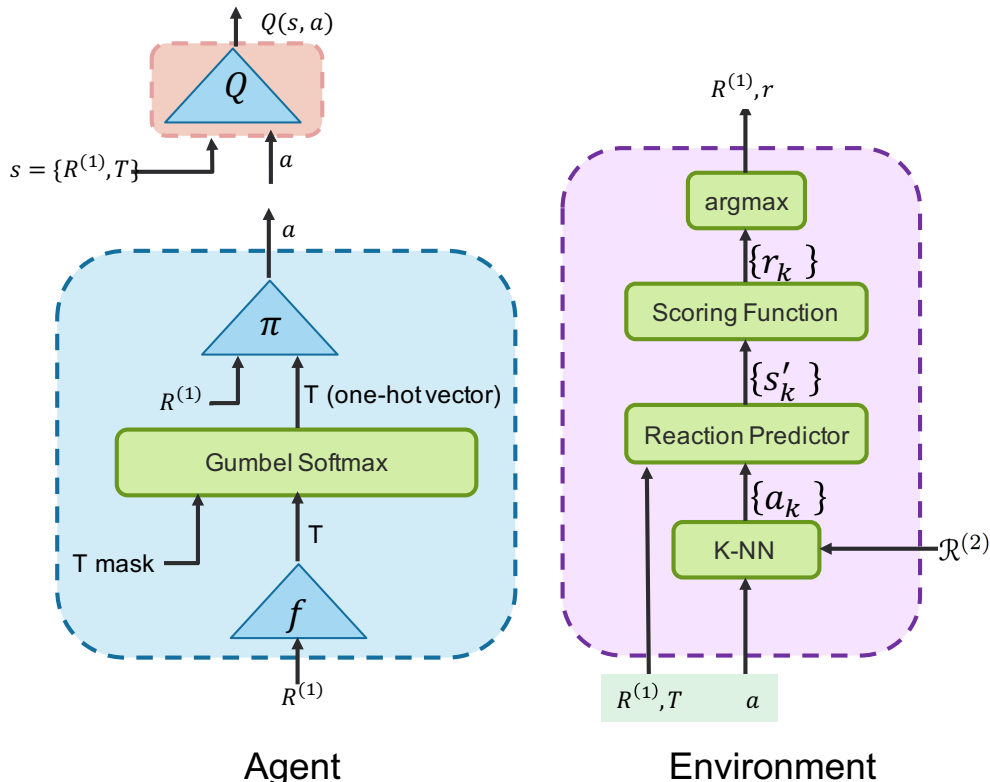 Q(s, a)
Q
s = {R^(1), T}
a
a
π
R^(1)
T (one-hot vector)
Gumbel Softmax
T
T mask
f
R^(1)
Agent
R^(1), r
argmax
{r_k }
Scoring Function
{s'_k }
Reaction Predictor
{a_k }
K-NN
ℛ^(2)
R^(1), T a
Environment